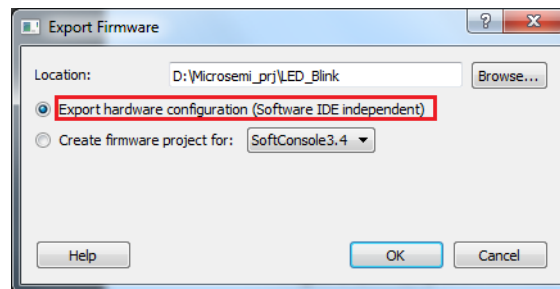 Export Firmware
Location: D:\Microsemi_prj\LED_Blink Browse...
Export hardware configuration (Software IDE independent)
Create firmware project for: SoftConsole3.4
Help OK Cancel